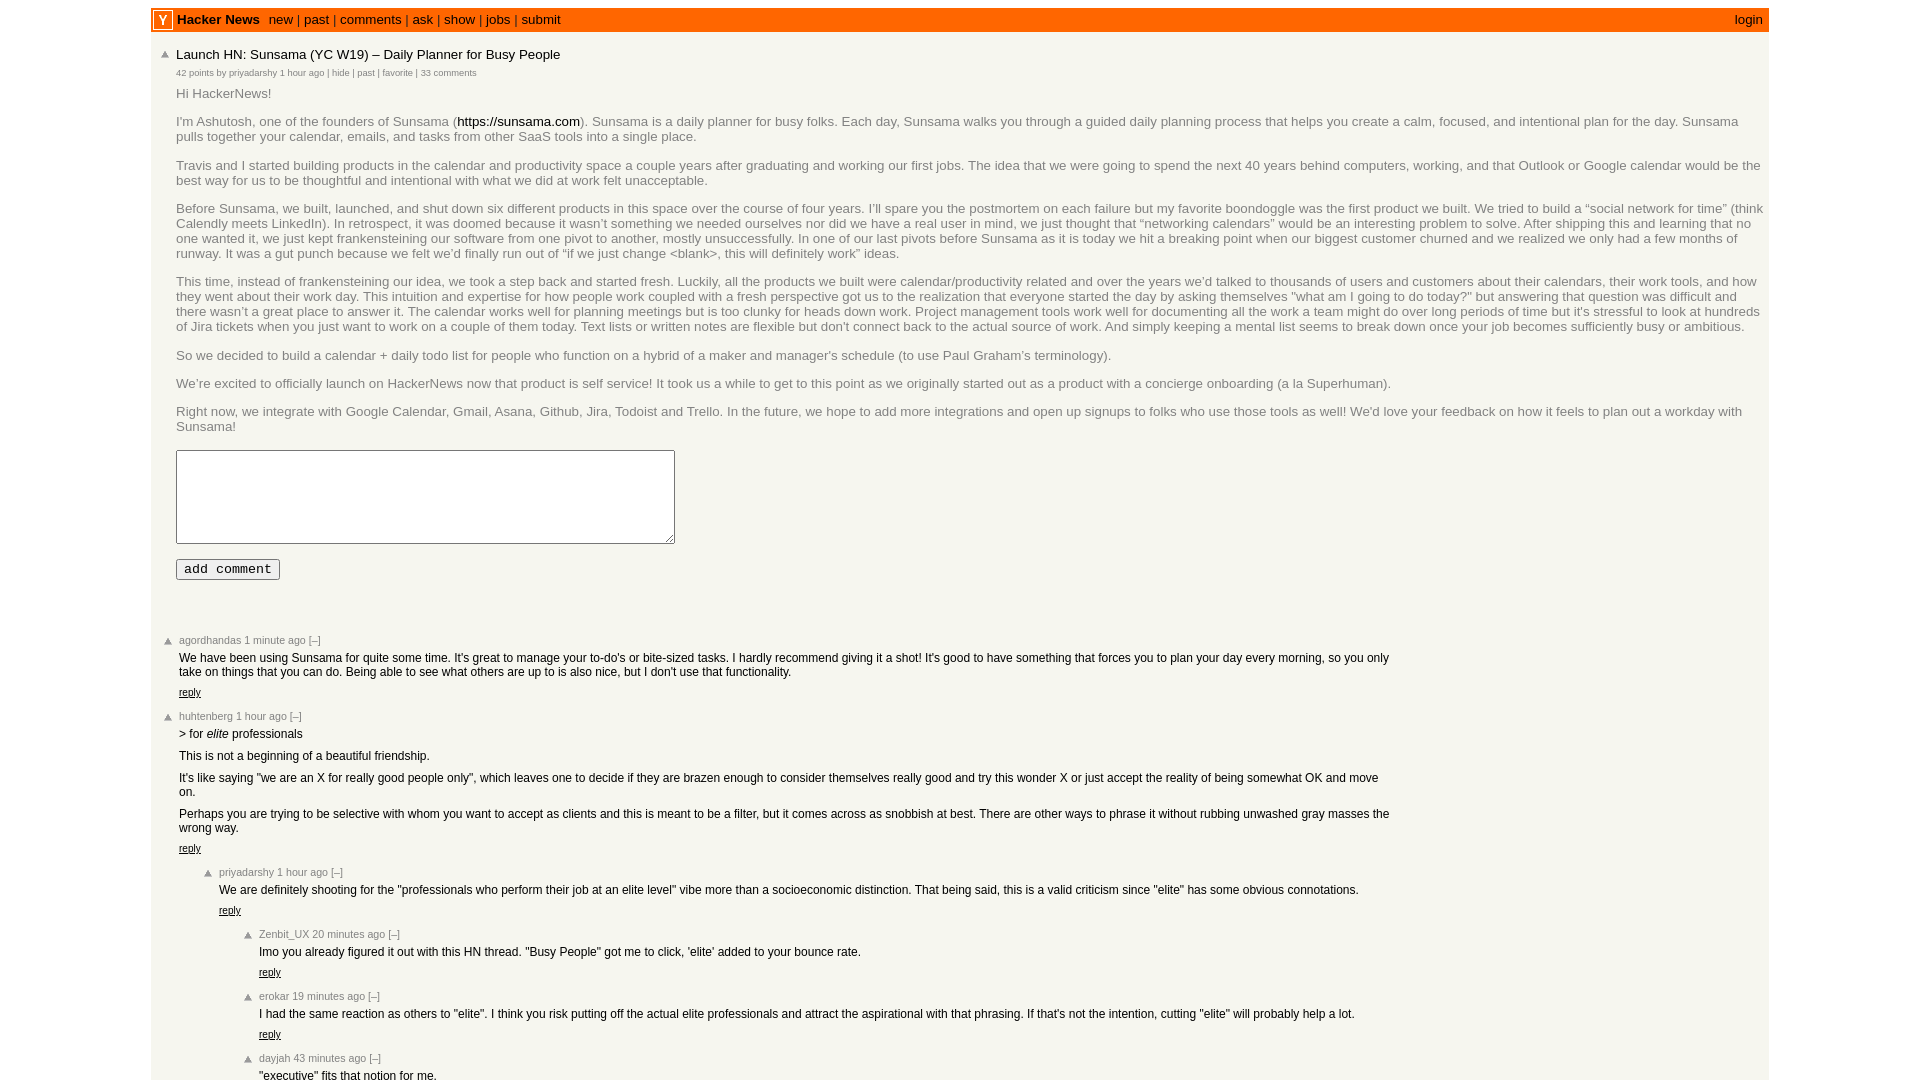 Y Hacker News new | past | comments | ask | show | jobs | submit login
Launch HN: Sunsama (YC W19) – Daily Planner for Busy People
42 points by priyadarshy 1 hour ago | hide | past | favorite | 33 comments
Hi HackerNews!
I'm Ashutosh, one of the founders of Sunsama (https://sunsama.com). Sunsama is a daily planner for busy folks. Each day, Sunsama walks you through a guided daily planning process that helps you create a calm, focused, and intentional plan for the day. Sunsama
pulls together your calendar, emails, and tasks from other SaaS tools into a single place.
Travis and I started building products in the calendar and productivity space a couple years after graduating and working our first jobs. The idea that we were going to spend the next 40 years behind computers, working, and that Outlook or Google calendar would be the
best way for us to be thoughtful and intentional with what we did at work felt unacceptable.
Before Sunsama, we built, launched, and shut down six different products in this space over the course of four years. I’ll spare you the postmortem on each failure but my favorite boondoggle was the first product we built. We tried to build a “social network for time” (think
Calendly meets LinkedIn). In retrospect, it was doomed because it wasn’t something we needed ourselves nor did we have a real user in mind, we just thought that “networking calendars” would be an interesting problem to solve. After shipping this and learning that no
one wanted it, we just kept frankensteining our software from one pivot to another, mostly unsuccessfully. In one of our last pivots before Sunsama as it is today we hit a breaking point when our biggest customer churned and we realized we only had a few months of
runway. It was a gut punch because we felt we’d finally run out of “if we just change <blank>, this will definitely work” ideas.
This time, instead of frankensteining our idea, we took a step back and started fresh. Luckily, all the products we built were calendar/productivity related and over the years we’d talked to thousands of users and customers about their calendars, their work tools, and how
they went about their work day. This intuition and expertise for how people work coupled with a fresh perspective got us to the realization that everyone started the day by asking themselves "what am I going to do today?" but answering that question was difficult and
there wasn’t a great place to answer it. The calendar works well for planning meetings but is too clunky for heads down work. Project management tools work well for documenting all the work a team might do over long periods of time but it's stressful to look at hundreds
of Jira tickets when you just want to work on a couple of them today. Text lists or written notes are flexible but don't connect back to the actual source of work. And simply keeping a mental list seems to break down once your job becomes sufficiently busy or ambitious.
So we decided to build a calendar + daily todo list for people who function on a hybrid of a maker and manager's schedule (to use Paul Graham’s terminology).
We’re excited to officially launch on HackerNews now that product is self service! It took us a while to get to this point as we originally started out as a product with a concierge onboarding (a la Superhuman).
Right now, we integrate with Google Calendar, Gmail, Asana, Github, Jira, Todoist and Trello. In the future, we hope to add more integrations and open up signups to folks who use those tools as well! We'd love your feedback on how it feels to plan out a workday with
Sunsama!
add comment
agordhandas 1 minute ago [–]
We have been using Sunsama for quite some time. It's great to manage your to-do's or bite-sized tasks. I hardly recommend giving it a shot! It's good to have something that forces you to plan your day every morning, so you only
take on things that you can do. Being able to see what others are up to is also nice, but I don't use that functionality.
reply
huhtenberg 1 hour ago [–]
> for elite professionals
This is not a beginning of a beautiful friendship.
It's like saying "we are an X for really good people only", which leaves one to decide if they are brazen enough to consider themselves really good and try this wonder X or just accept the reality of being somewhat OK and move
on.
Perhaps you are trying to be selective with whom you want to accept as clients and this is meant to be a filter, but it comes across as snobbish at best. There are other ways to phrase it without rubbing unwashed gray masses the
wrong way.
reply
priyadarshy 1 hour ago [–]
We are definitely shooting for the "professionals who perform their job at an elite level" vibe more than a socioeconomic distinction. That being said, this is a valid criticism since "elite" has some obvious connotations.
reply
Zenbit_UX 20 minutes ago [–]
Imo you already figured it out with this HN thread. "Busy People" got me to click, 'elite' added to your bounce rate.
reply
erokar 19 minutes ago [–]
I had the same reaction as others to "elite". I think you risk putting off the actual elite professionals and attract the aspirational with that phrasing. If that's not the intention, cutting "elite" will probably help a lot.
reply
dayjah 43 minutes ago [–]
"executive" fits that notion for me.